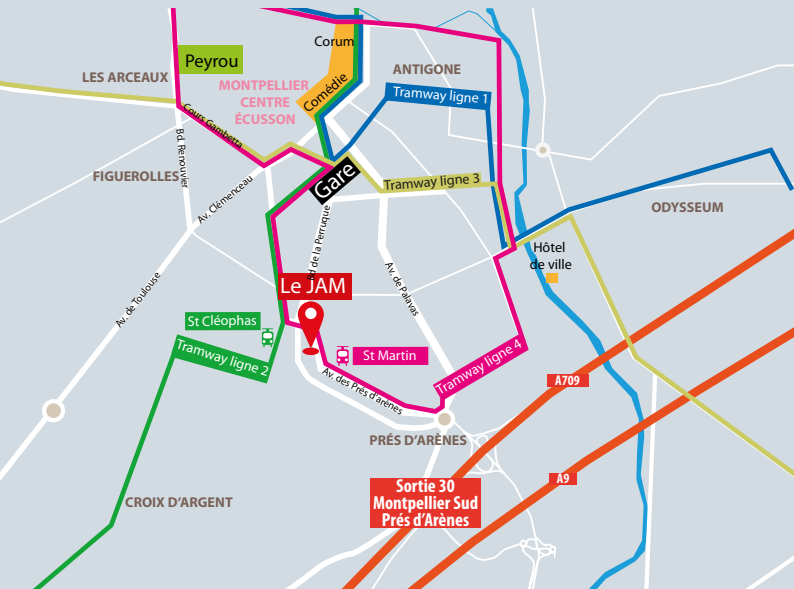 Corum
Peyrou
LES ARCEAUX
ANTIGONE
MONTPELLIER
CENTRE
ÉCUSSON
Comédie
Tramway ligne 1
Cours Gambetta
Bd. Renouvier
FIGUEROLLES
Gare
Tramway ligne 3
Av. Clémenceau
ODYSSEUM
Bd de la Perruque
Hôtel
de ville
Av. de Palavas
Av. de Toulouse
Le JAM
St Cléophas
Tramway ligne 2
St Martin
Tramway ligne 4
Av. des Prés d'arènes
A709
PRÉS D'ARÈNES
A9
Sortie 30
Montpellier Sud
Prés d'Arènes
CROIX D'ARGENT